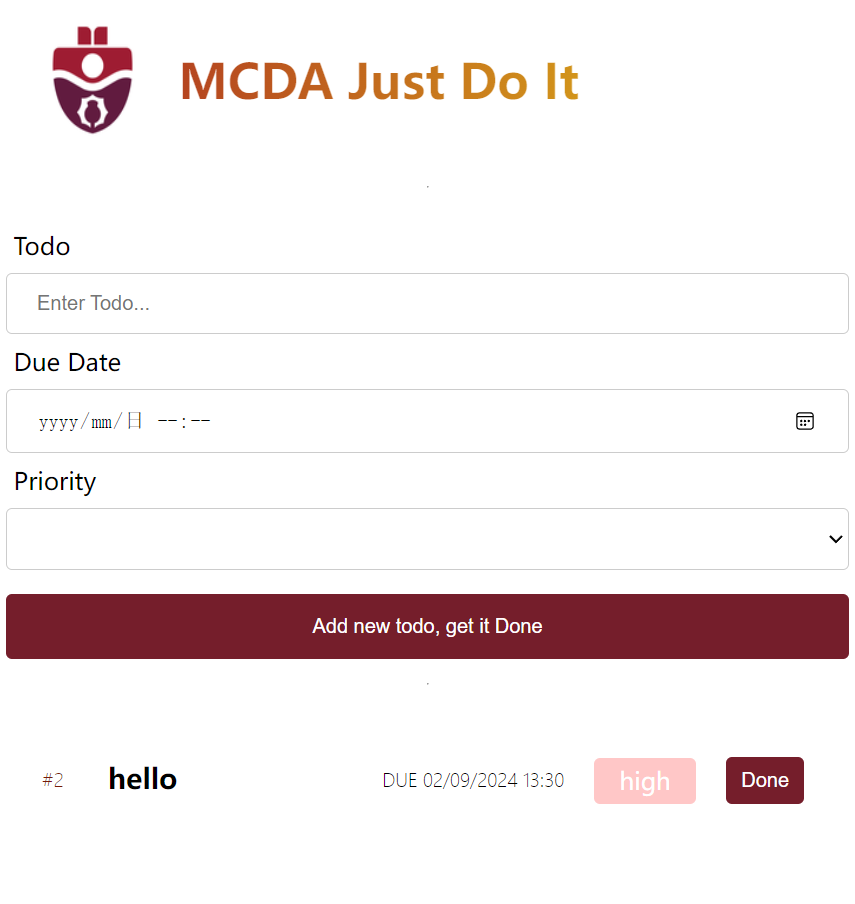 MCDA Just Do It
Todo
Enter Todo...
Due Date
yyyy/mm/日 --:--
Priority
Add new todo, get it Done
#2 hello DUE 02/09/2024 13:30 high Done